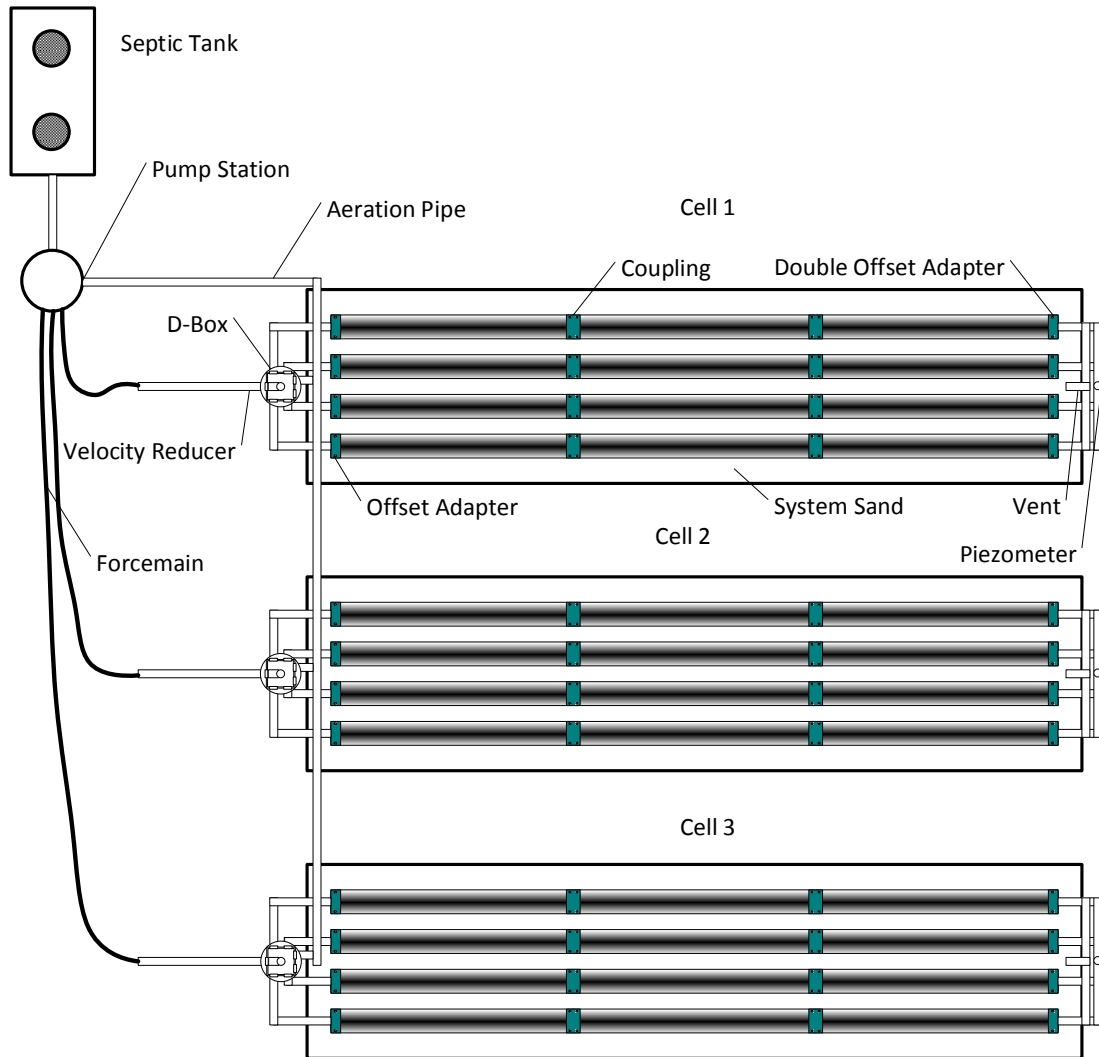 Septic Tank
Pump Station
Aeration Pipe
Cell 1
Coupling
Double Offset Adapter
D-Box
Velocity Reducer
Offset Adapter
System Sand
Vent
Cell 2
Piezometer
Forcemain
Cell 3